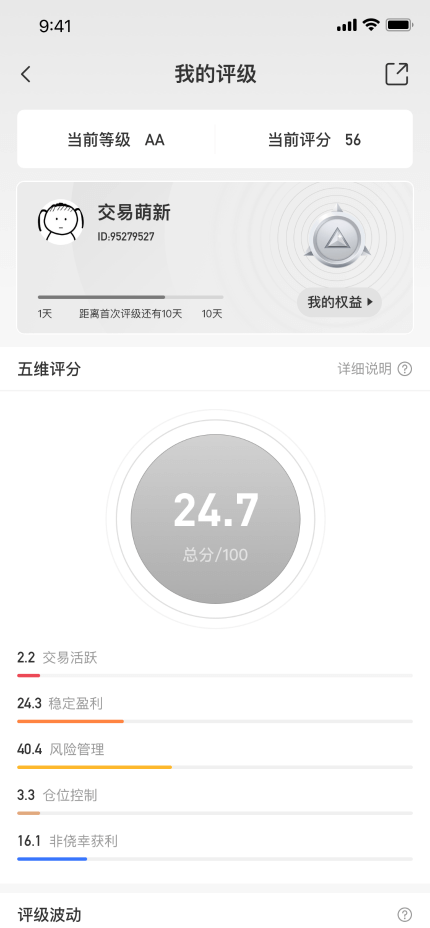 9:41
我的评级
当前等级 AA 当前评分 56
交易萌新
ID:95279527
我的权益
1天 距离首次评级还有10天 10天
五维评分 详细说明
24.7
总分/100
2.2 交易活跃
24.3 稳定盈利
40.4 风险管理
3.3 仓位控制
16.1 非侥幸获利
评级波动